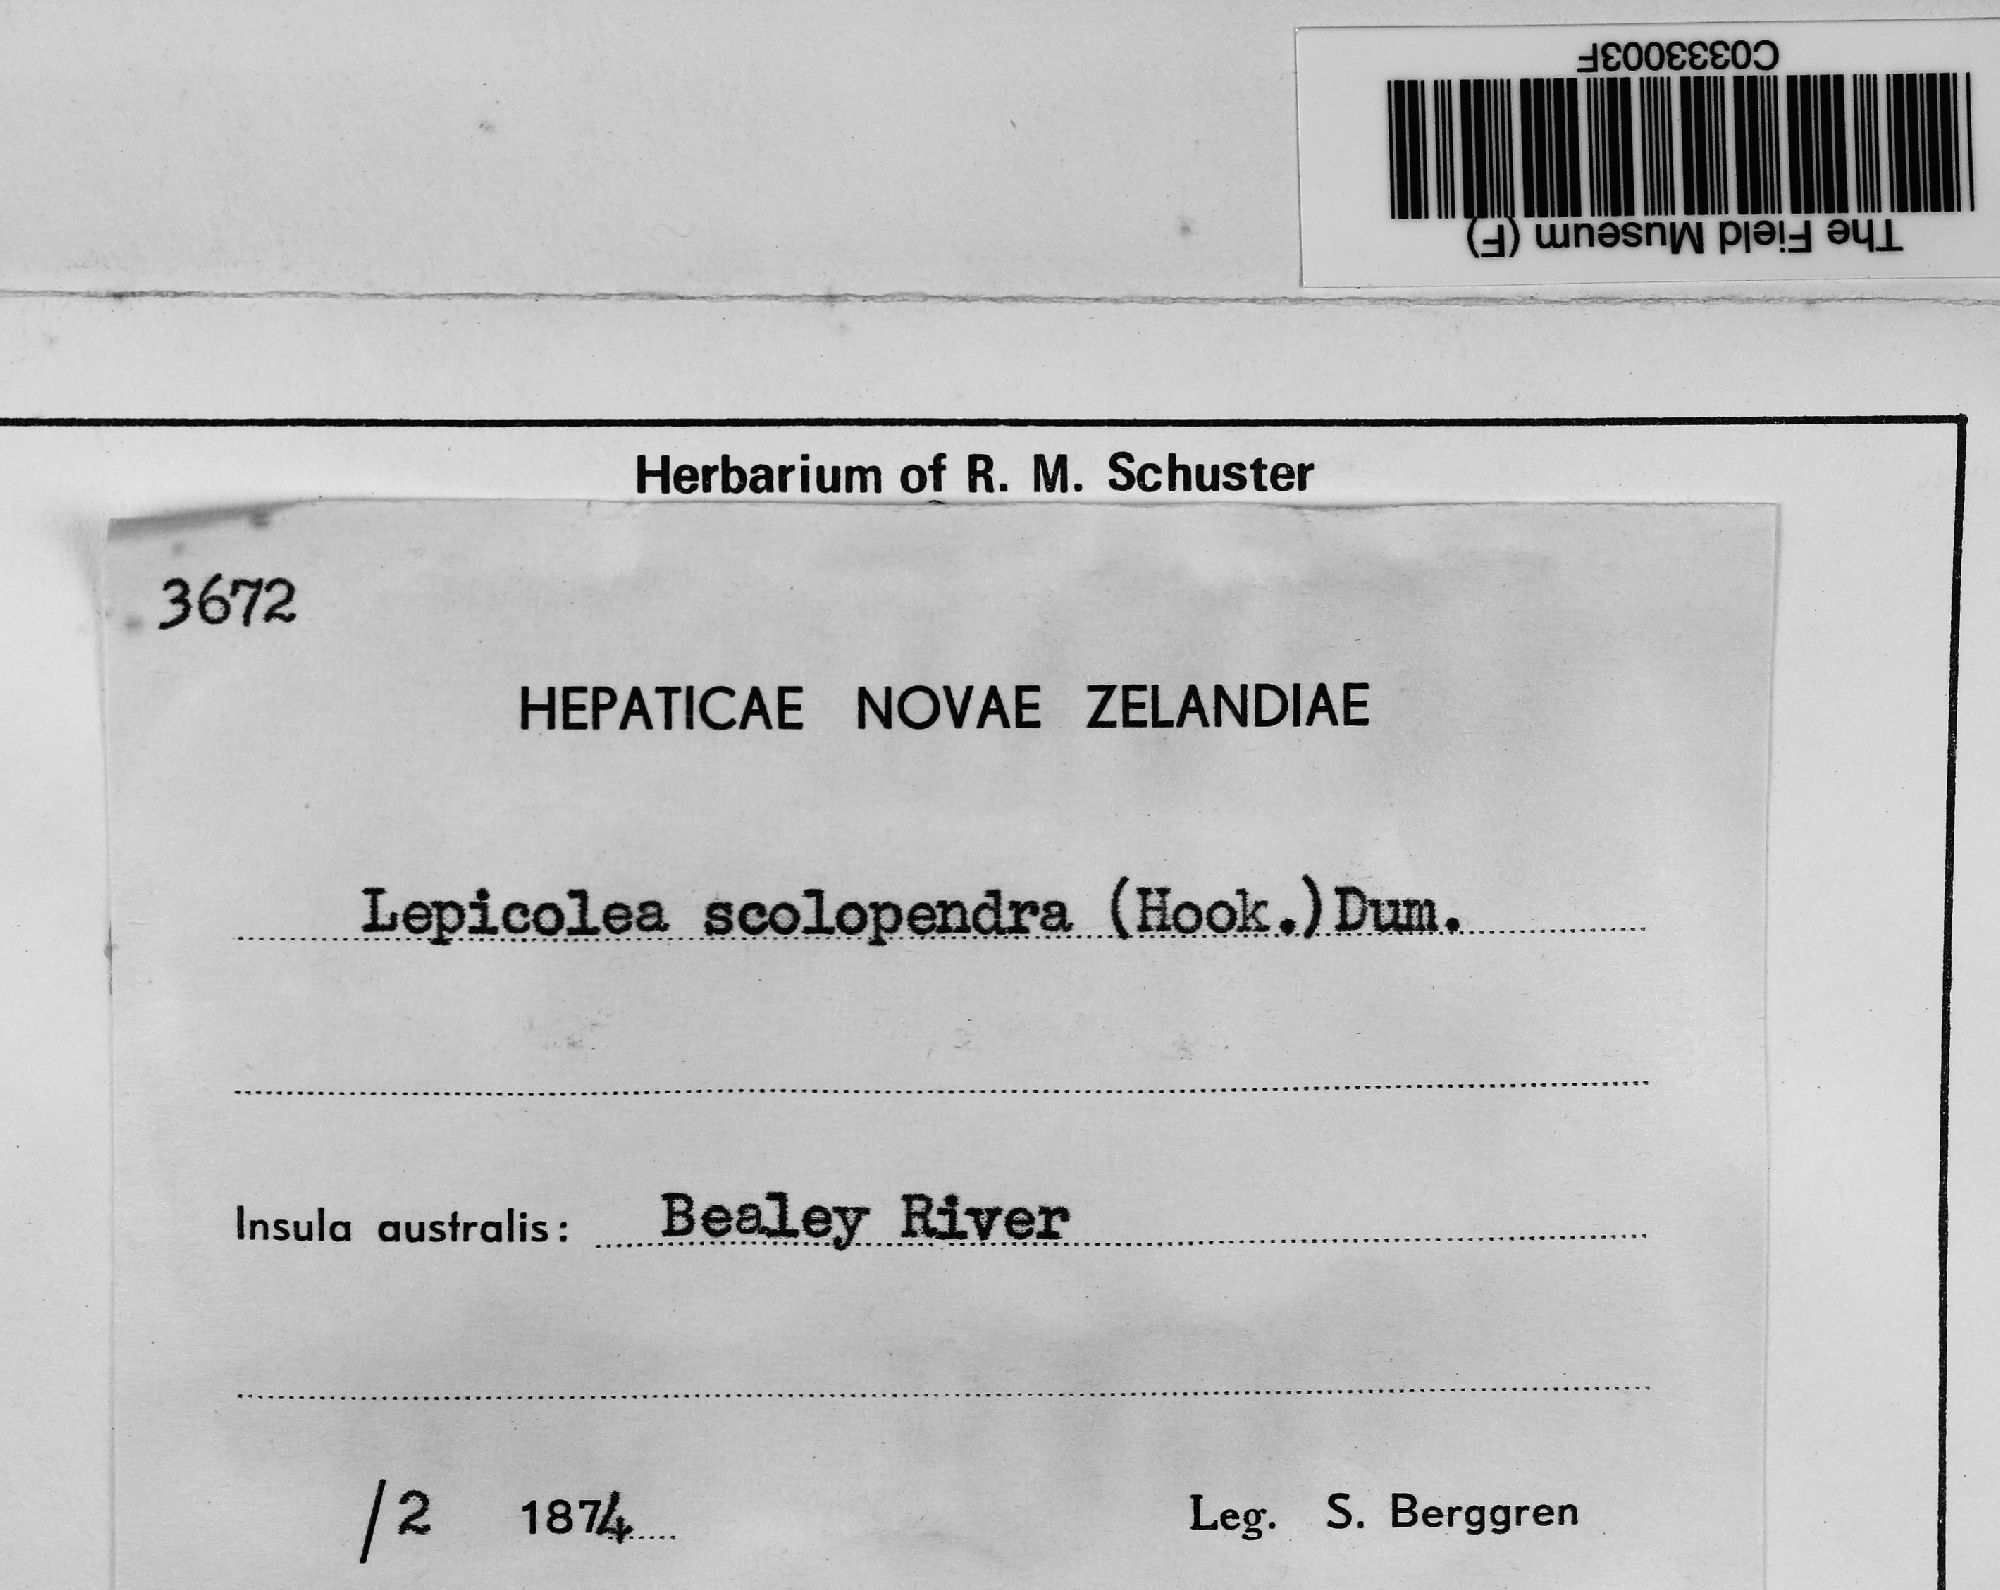 C0333003F
The Field Museum (F)
Herbarium of R. M. Schuster
3672
HEPATICAE NOVAE ZELANDIAE
Lepicolea scolopendra (Hook.)Dum.
Insula australis: Bealey River
/2 1874 Leg. S. Berggren